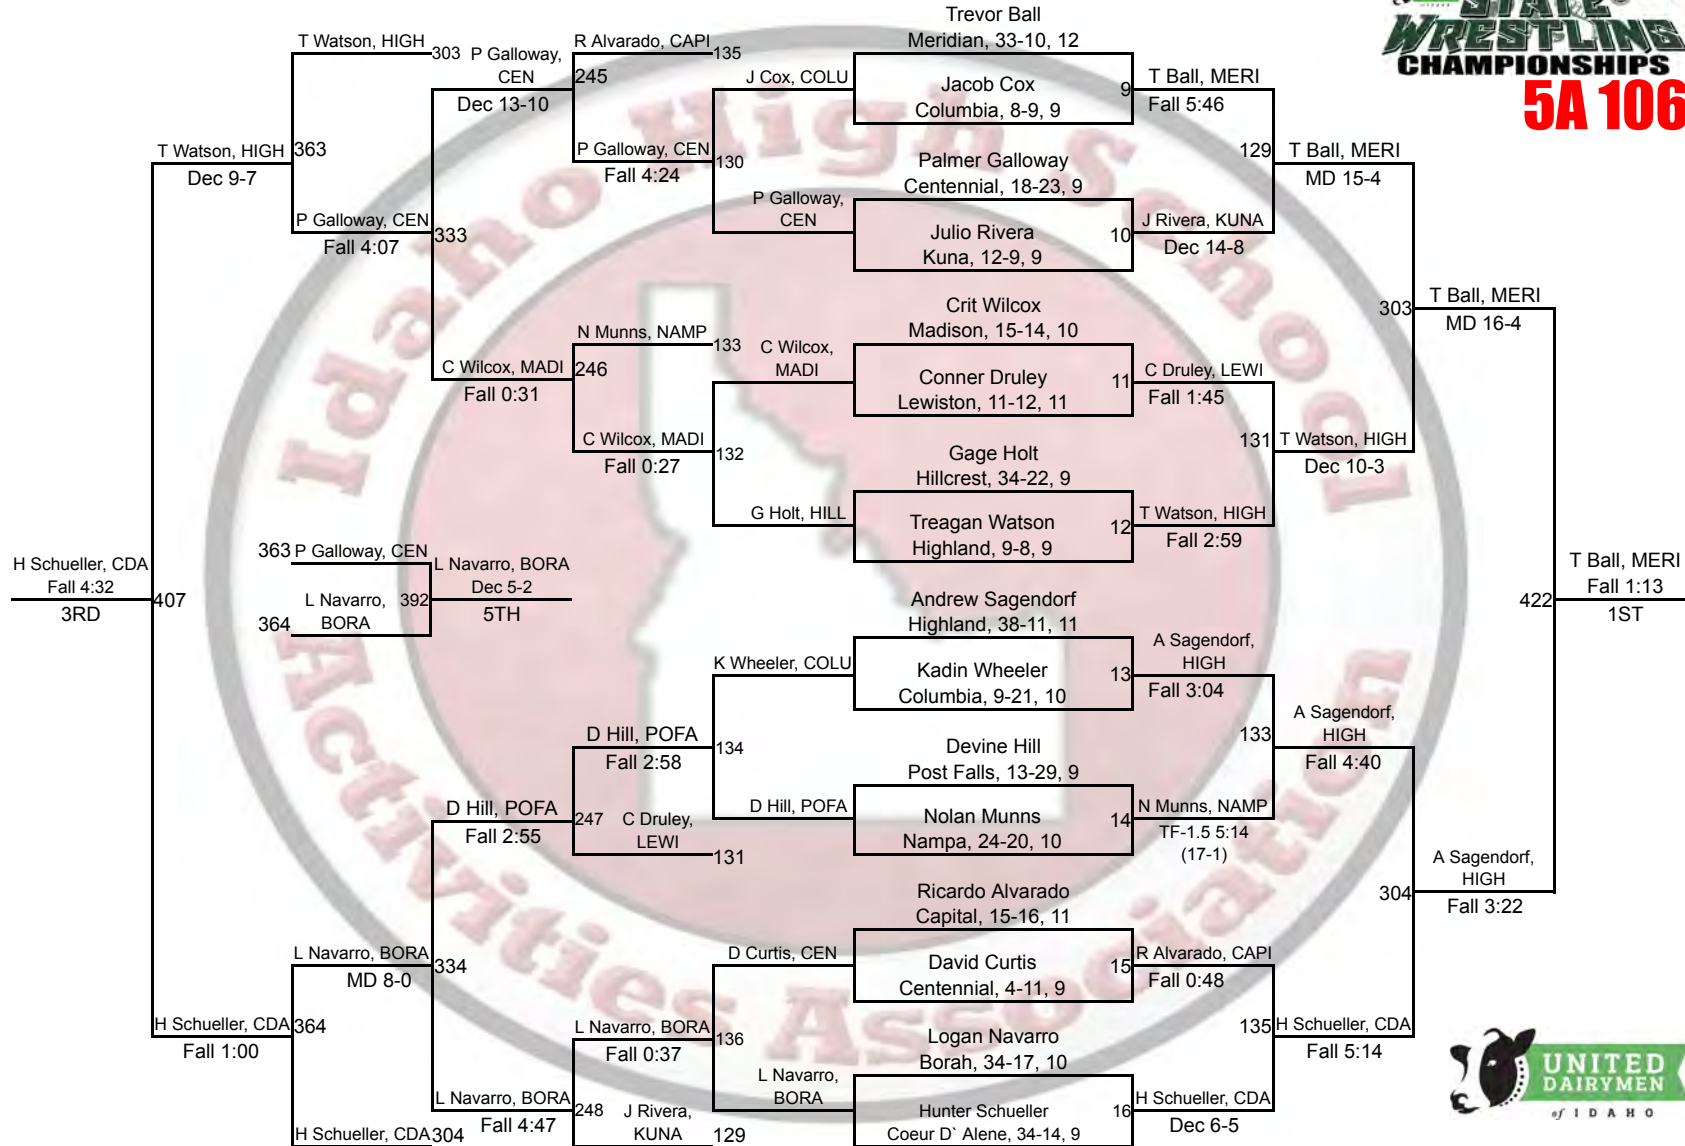 Trevor Ball
Meridian, 33-10, 12
STATE
WRESTLING
CHAMPIONSHIPS
5A 106
T Watson, HIGH
303
P Galloway,
CEN
Dec 13-10
245
R Alvarado, CAPI
135
J Cox, COLU
Jacob Cox
Columbia, 8-9, 9
9
T Ball, MERI
Fall 5:46
T Watson, HIGH
Dec 9-7
363
P Galloway, CEN
Fall 4:24
130
Palmer Galloway
Centennial, 18-23, 9
129
T Ball, MERI
MD 15-4
P Galloway, CEN
Fall 4:07
333
P Galloway,
CEN
Julio Rivera
Kuna, 12-9, 9
10
J Rivera, KUNA
Dec 14-8
Crit Wilcox
Madison, 15-14, 10
303
T Ball, MERI
MD 16-4
N Munns, NAMP
133
C Wilcox,
MADI
C Wilcox, MADI
Fall 0:31
246
Conner Druley
Lewiston, 11-12, 11
11
C Druley, LEWI
Fall 1:45
C Wilcox, MADI
Fall 0:27
132
Gage Holt
Hillcrest, 34-22, 9
131
T Watson, HIGH
Dec 10-3
G Holt, HILL
Treagan Watson
Highland, 9-8, 9
12
T Watson, HIGH
Fall 2:59
363
P Galloway, CEN
L Navarro, BORA
Dec 5-2
5TH
H Schueller, CDA
Fall 4:32
3RD
407
L Navarro,
BORA
392
364
Andrew Sagendorf
Highland, 38-11, 11
422
T Ball, MERI
Fall 1:13
1ST
K Wheeler, COLU
Kadin Wheeler
Columbia, 9-21, 10
13
A Sagendorf,
HIGH
Fall 3:04
D Hill, POFA
Fall 2:58
134
Devine Hill
Post Falls, 13-29, 9
133
A Sagendorf,
HIGH
Fall 4:40
D Hill, POFA
Fall 2:55
247
C Druley,
LEWI
131
D Hill, POFA
Nolan Munns
Nampa, 24-20, 10
14
N Munns, NAMP
TF-1.5 5:14
(17-1)
Ricardo Alvarado
Capital, 15-16, 11
304
A Sagendorf,
HIGH
Fall 3:22
L Navarro, BORA
MD 8-0
334
D Curtis, CEN
David Curtis
Centennial, 4-11, 9
15
R Alvarado, CAPI
Fall 0:48
H Schueller, CDA
Fall 1:00
364
L Navarro, BORA
Fall 0:37
136
Logan Navarro
Borah, 34-17, 10
135
H Schueller, CDA
Fall 5:14
L Navarro,
BORA
L Navarro, BORA
Fall 4:47
248
J Rivera,
KUNA
129
Hunter Schueller
Coeur D` Alene, 34-14, 9
16
H Schueller, CDA
Dec 6-5
H Schueller, CDA
304
Idaho High School
Activities Association
UNITED
DAIRYMEN
of IDAHO